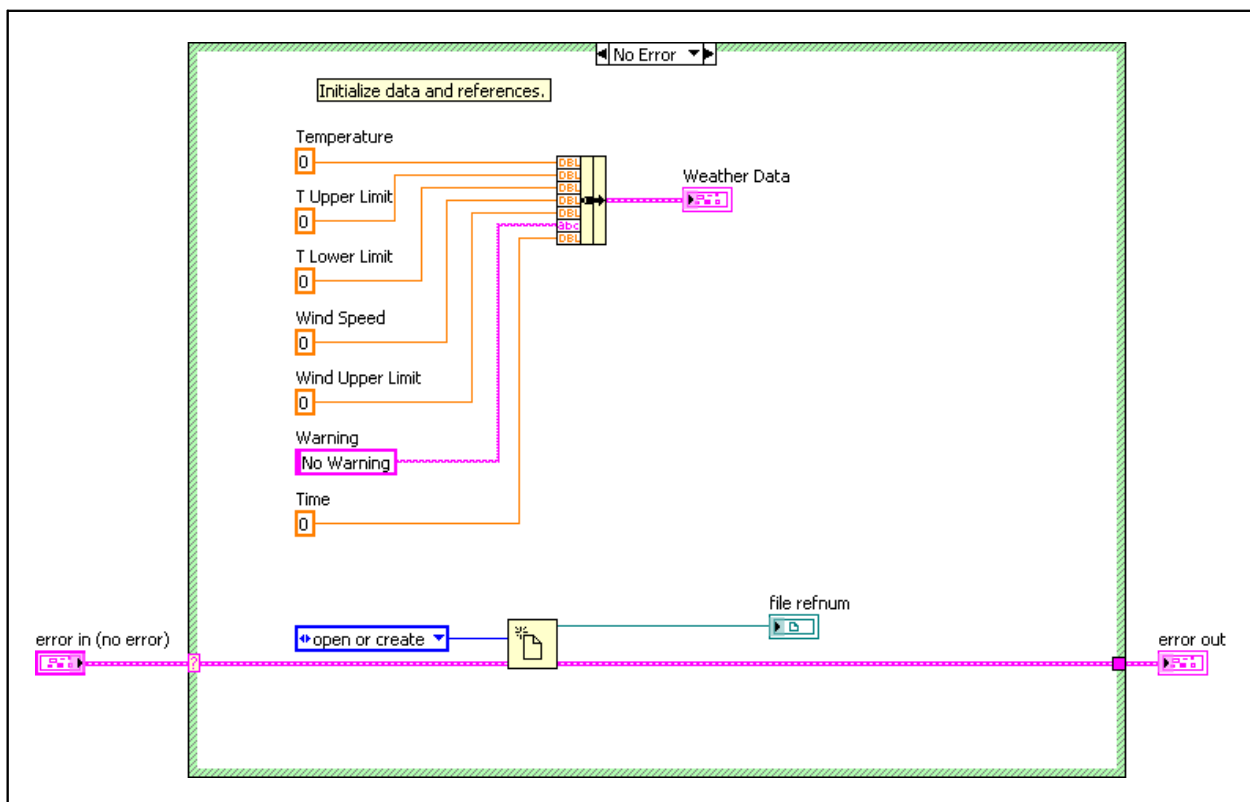 No Error
Initialize data and references.
Temperature
0
DBL
DBL
DBL
DBL
DBL
abc
DBL
Weather Data
T Upper Limit
0
T Lower Limit
0
Wind Speed
0
Wind Upper Limit
0
Warning
No Warning
Time
0
file refnum
error in (no error)
open or create
?
error out